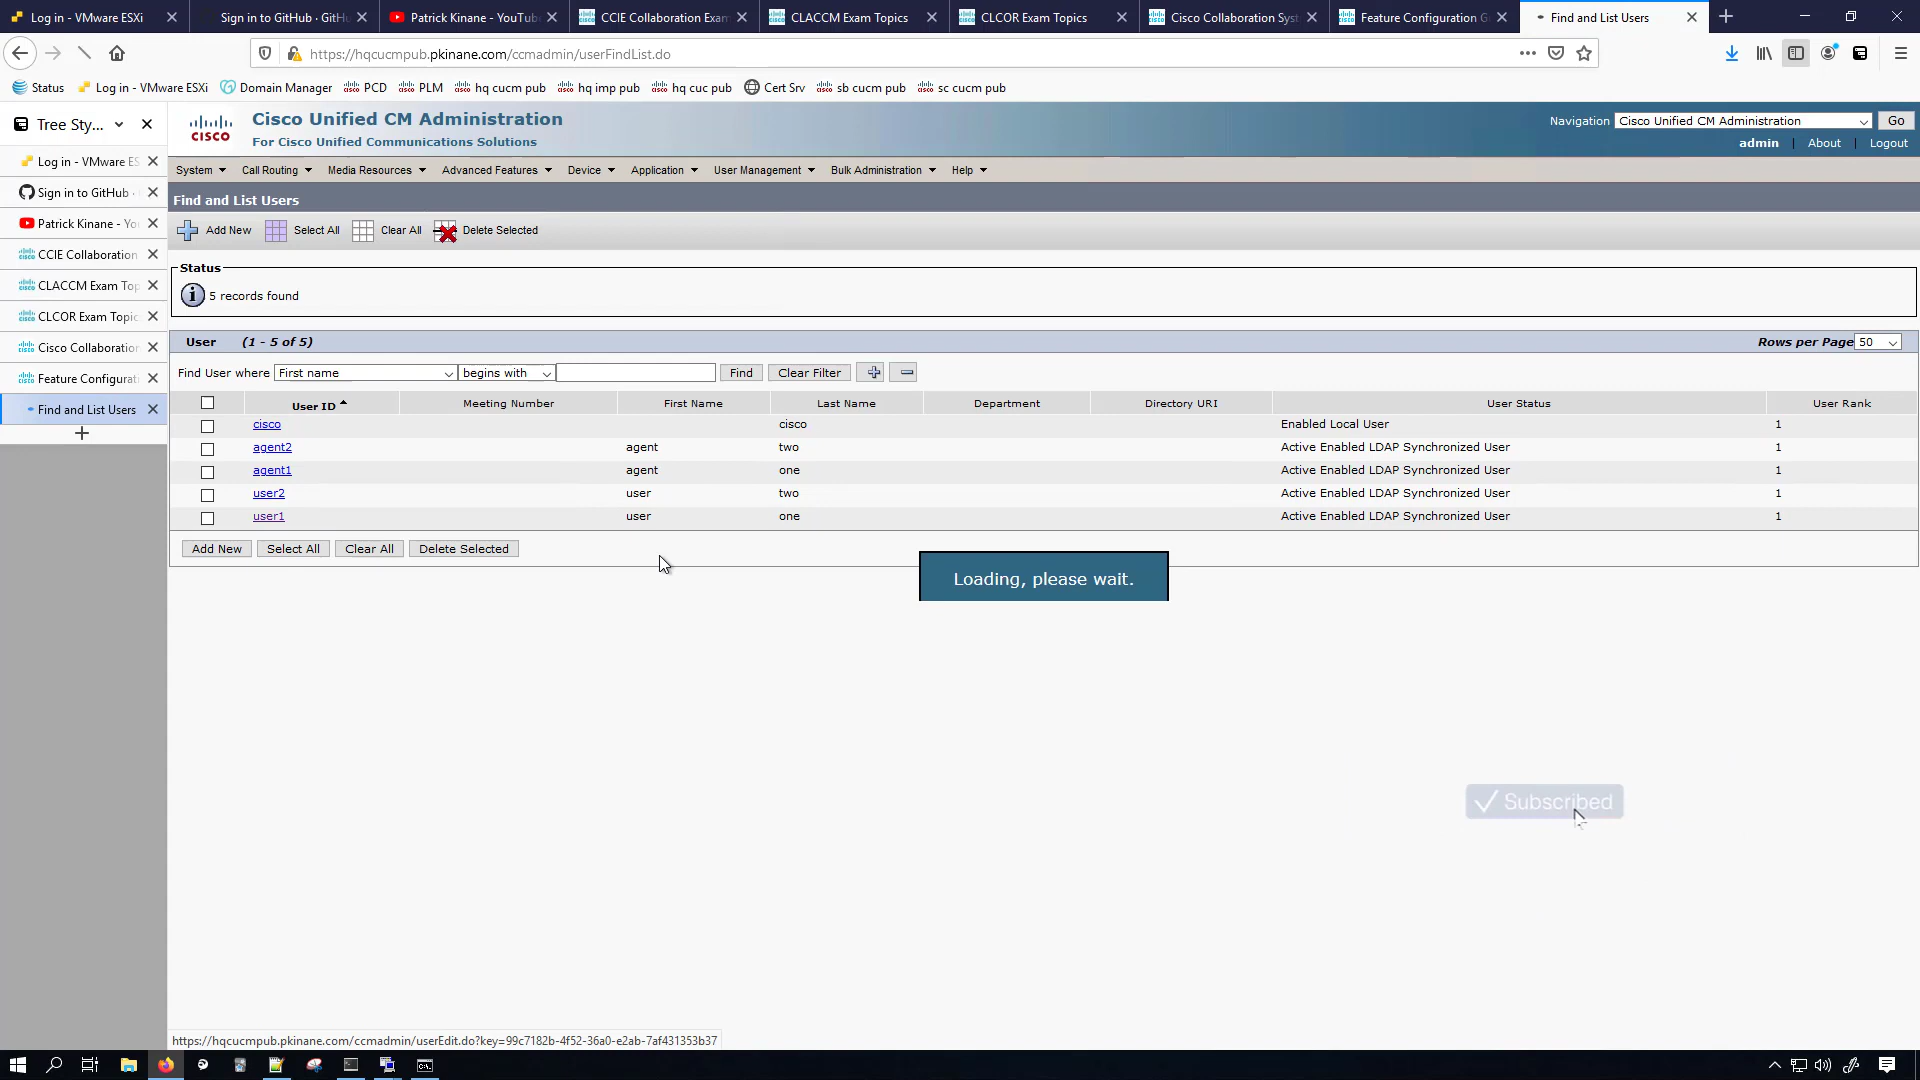 Log in - VMware ESXi
Sign in to GitHub · GitHu
Patrick Kinane - YouTube
CCIE Collaboration Exam
CLACCM Exam Topics
CLCOR Exam Topics
Cisco Collaboration Syst
Feature Configuration G
Find and List Users
https://hqcucmpub.pkinane.com/ccmadmin/userFindList.do
Status
Log in - VMware ESXi
Domain Manager
PCD
PLM
hq cucm pub
hq imp pub
hq cuc pub
Cert Srv
sb cucm pub
sc cucm pub
Tree Sty...
Log in - VMware ES
Sign in to GitHub ·
Patrick Kinane - Yo
CCIE Collaboration
CLACCM Exam Top
CLCOR Exam Topic
Cisco Collaboration
Feature Configurat
Find and List Users
CISCO
Cisco Unified CM Administration
For Cisco Unified Communications Solutions
Navigation Cisco Unified CM Administration Go
admin | About | Logout
System Call Routing Media Resources Advanced Features Device Application User Management Bulk Administration Help
Find and List Users
Add New Select All Clear All Delete Selected
Status
i 5 records found
User (1 - 5 of 5) Rows per Page 50
Find User where First name begins with Find Clear Filter
User ID Meeting Number First Name Last Name Department Directory URI User Status User Rank
cisco cisco Enabled Local User 1
agent2 agent two Active Enabled LDAP Synchronized User 1
agent1 agent one Active Enabled LDAP Synchronized User 1
user2 user two Active Enabled LDAP Synchronized User 1
user1 user one Active Enabled LDAP Synchronized User 1
Add New Select All Clear All Delete Selected
Loading, please wait.
Subscribed
https://hqcucmpub.pkinane.com/ccmadmin/userEdit.do?key=99c7182b-4f52-36a0-e2ab-7af431353b37